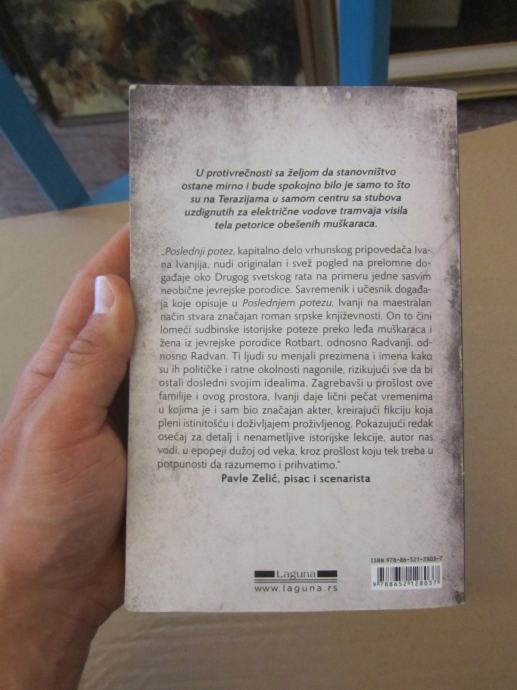 U protivrečnosti sa željom da stanovništvo
ostane mirno i bude spokojno bilo je samo to što
su na Terazijama u samom centru sa stubova
uzdignutih za električne vodove tramvaja visila
tela petorice obešenih muškaraca.
„Poslednji potez, kapitalno delo vrhunskog pripovedača Iva-
na Ivanjija, nudi originalan i svež pogled na prelomne do-
gađaje oko Drugog svetskog rata na primeru jedne sasvim
neobične jevrejske porodice. Savremenik i učesnik događa-
ja koje opisuje u Poslednjem potezu, Ivanji na maestralan
način stvara značajan roman srpske književnosti. On to čini
lomeći sudbinske istorijske poteze preko leđa muškaraca i
žena iz jevrejske porodice Rotbart, odnosno Radvanji, od-
nosno Radvan. Ti ljudi su menjali prezimena i imena kako
su ih političke i ratne okolnosti nagonile, rizikujući sve da bi
ostali dosledni svojim idealima. Zagrebavši u prošlost ove
familije i ovog prostora, Ivanji daje lični pečat vremenima
u kojima je i sam bio značajan akter, kreirajući fikciju koja
pleni istinitošću i doživljajem proživljenog. Pokazujući redak
osećaj za detalj i nenametljive istorijske lekcije, autor nas
vodi, u epopeji dužoj od veka, kroz prošlost koju tek treba u
potpunosti da razumemo i prihvatimo.“
Pavle Zelić, pisac i scenarista
ISBN 978-86-521-2803-7
Laguna
www.laguna.rs
9 788652 128037